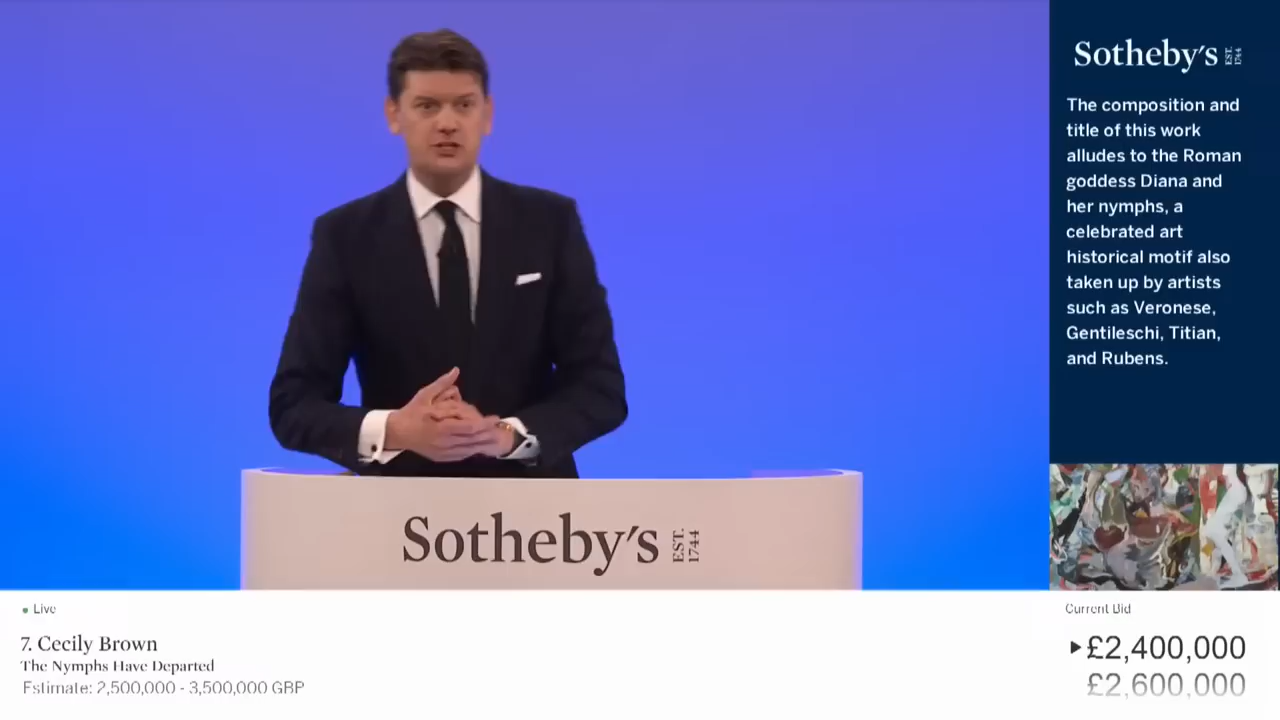 Sotheby's EST. 1744
The composition and
title of this work
alludes to the Roman
goddess Diana and
her nymphs, a
celebrated art
historical motif also
taken up by artists
such as Veronese,
Gentileschi, Titian,
and Rubens.
Sotheby's EST. 1744
Live
7. Cecily Brown
The Nymphs Have Departed
Estimate: 2,500,000 - 3,500,000 GBP
Current Bid
£2,400,000
£2,600,000